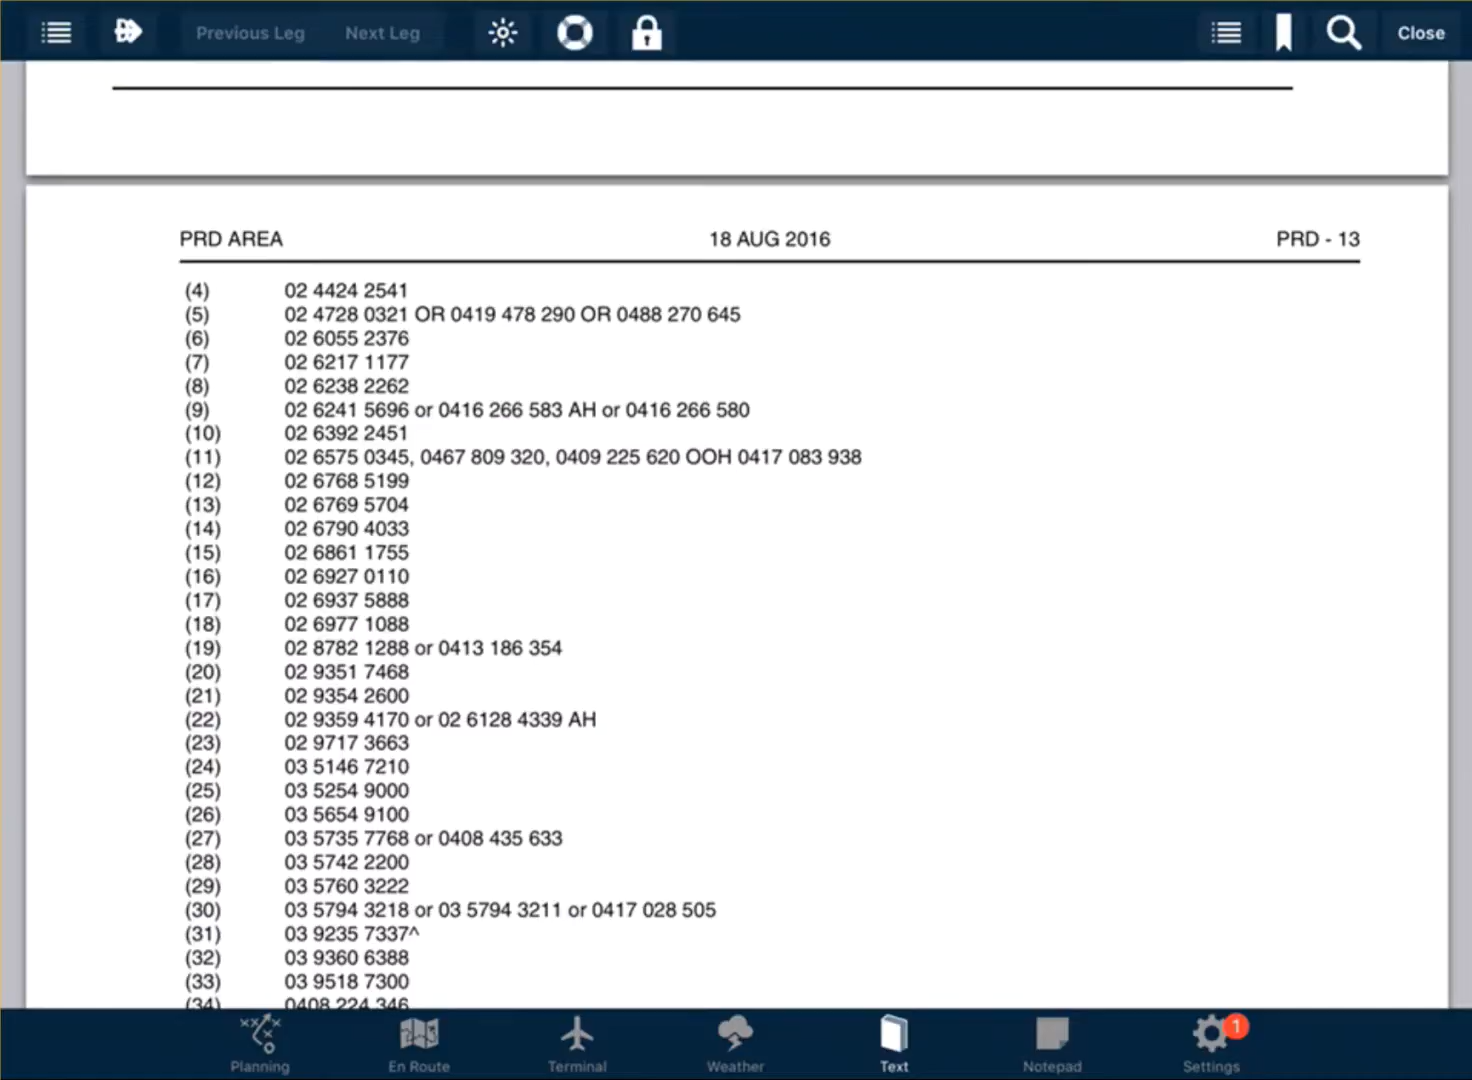 Previous Leg Next Leg Close
PRD AREA 18 AUG 2016 PRD - 13
(4) 02 4424 2541
(5) 02 4728 0321 OR 0419 478 290 OR 0488 270 645
(6) 02 6055 2376
(7) 02 6217 1177
(8) 02 6238 2262
(9) 02 6241 5696 or 0416 266 583 AH or 0416 266 580
(10) 02 6392 2451
(11) 02 6575 0345, 0467 809 320, 0409 225 620 OOH 0417 083 938
(12) 02 6768 5199
(13) 02 6769 5704
(14) 02 6790 4033
(15) 02 6861 1755
(16) 02 6927 0110
(17) 02 6937 5888
(18) 02 6977 1088
(19) 02 8782 1288 or 0413 186 354
(20) 02 9351 7468
(21) 02 9354 2600
(22) 02 9359 4170 or 02 6128 4339 AH
(23) 02 9717 3663
(24) 03 5146 7210
(25) 03 5254 9000
(26) 03 5654 9100
(27) 03 5735 7768 or 0408 435 633
(28) 03 5742 2200
(29) 03 5760 3222
(30) 03 5794 3218 or 03 5794 3211 or 0417 028 505
(31) 03 9235 7337^
(32) 03 9360 6388
(33) 03 9518 7300
(34) 0408 224 346
1
Planning En Route Terminal Weather Text Notepad Settings